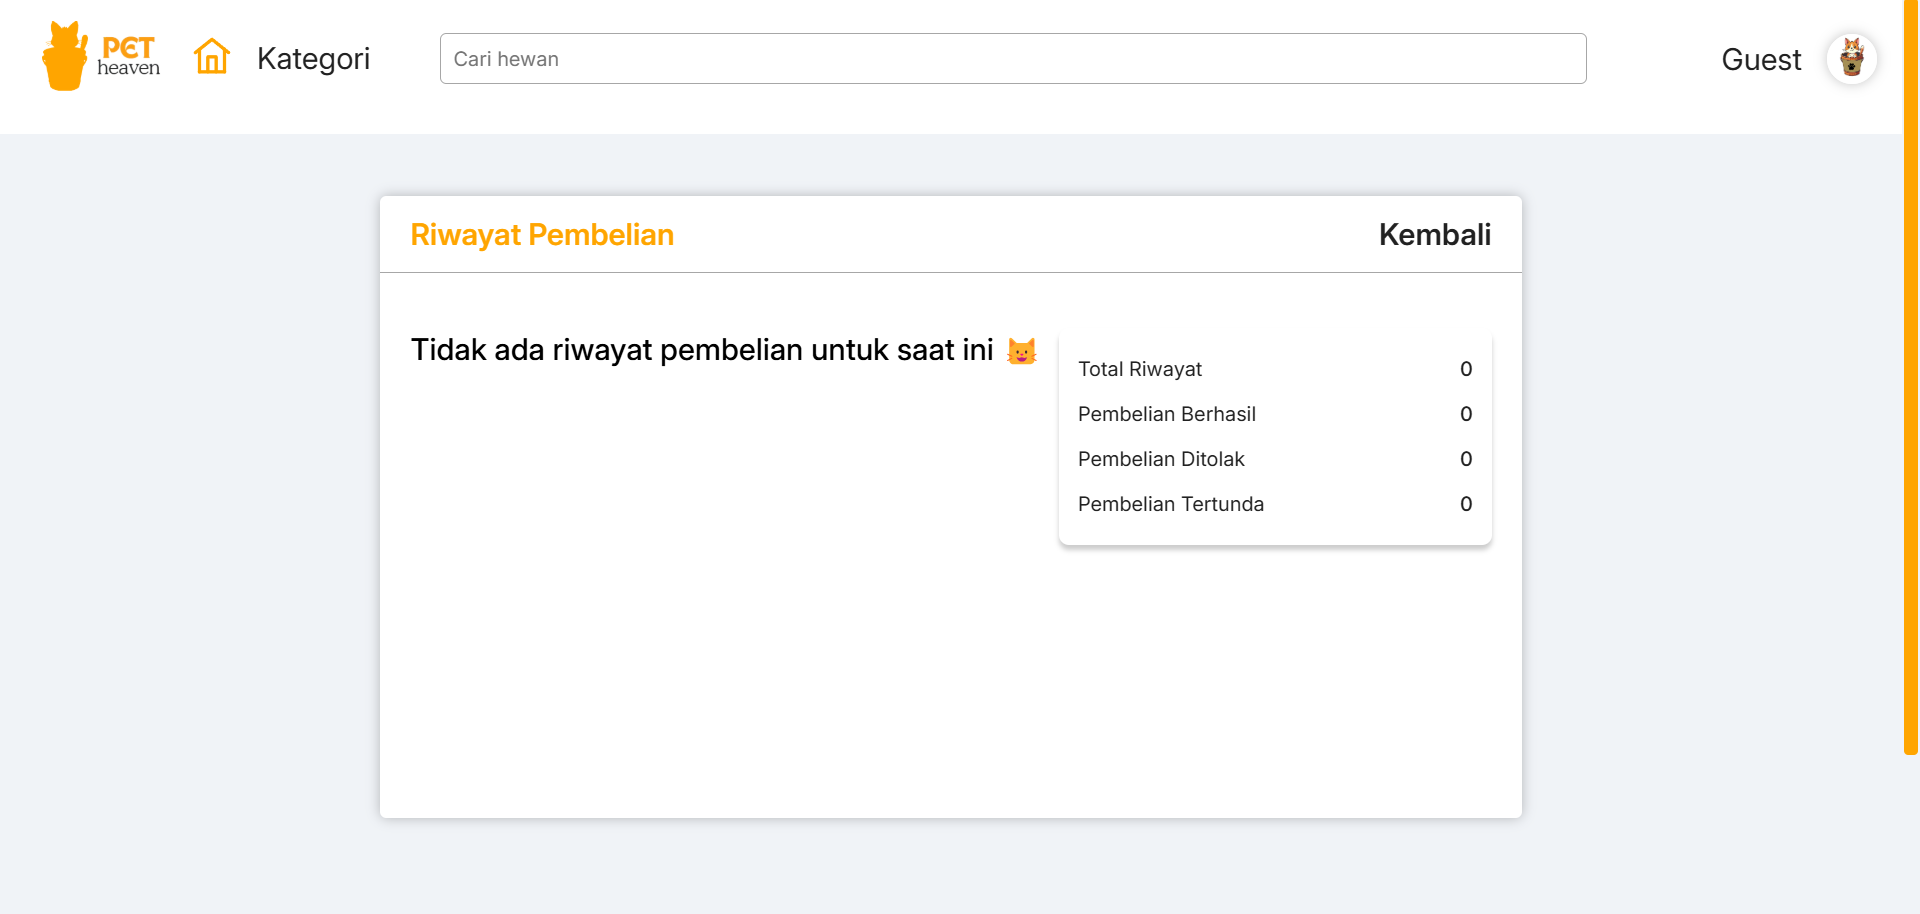 PET
heaven
Kategori
Cari hewan
Guest
Riwayat Pembelian
Kembali
Tidak ada riwayat pembelian untuk saat ini 😺
Total Riwayat 0
Pembelian Berhasil 0
Pembelian Ditolak 0
Pembelian Tertunda 0